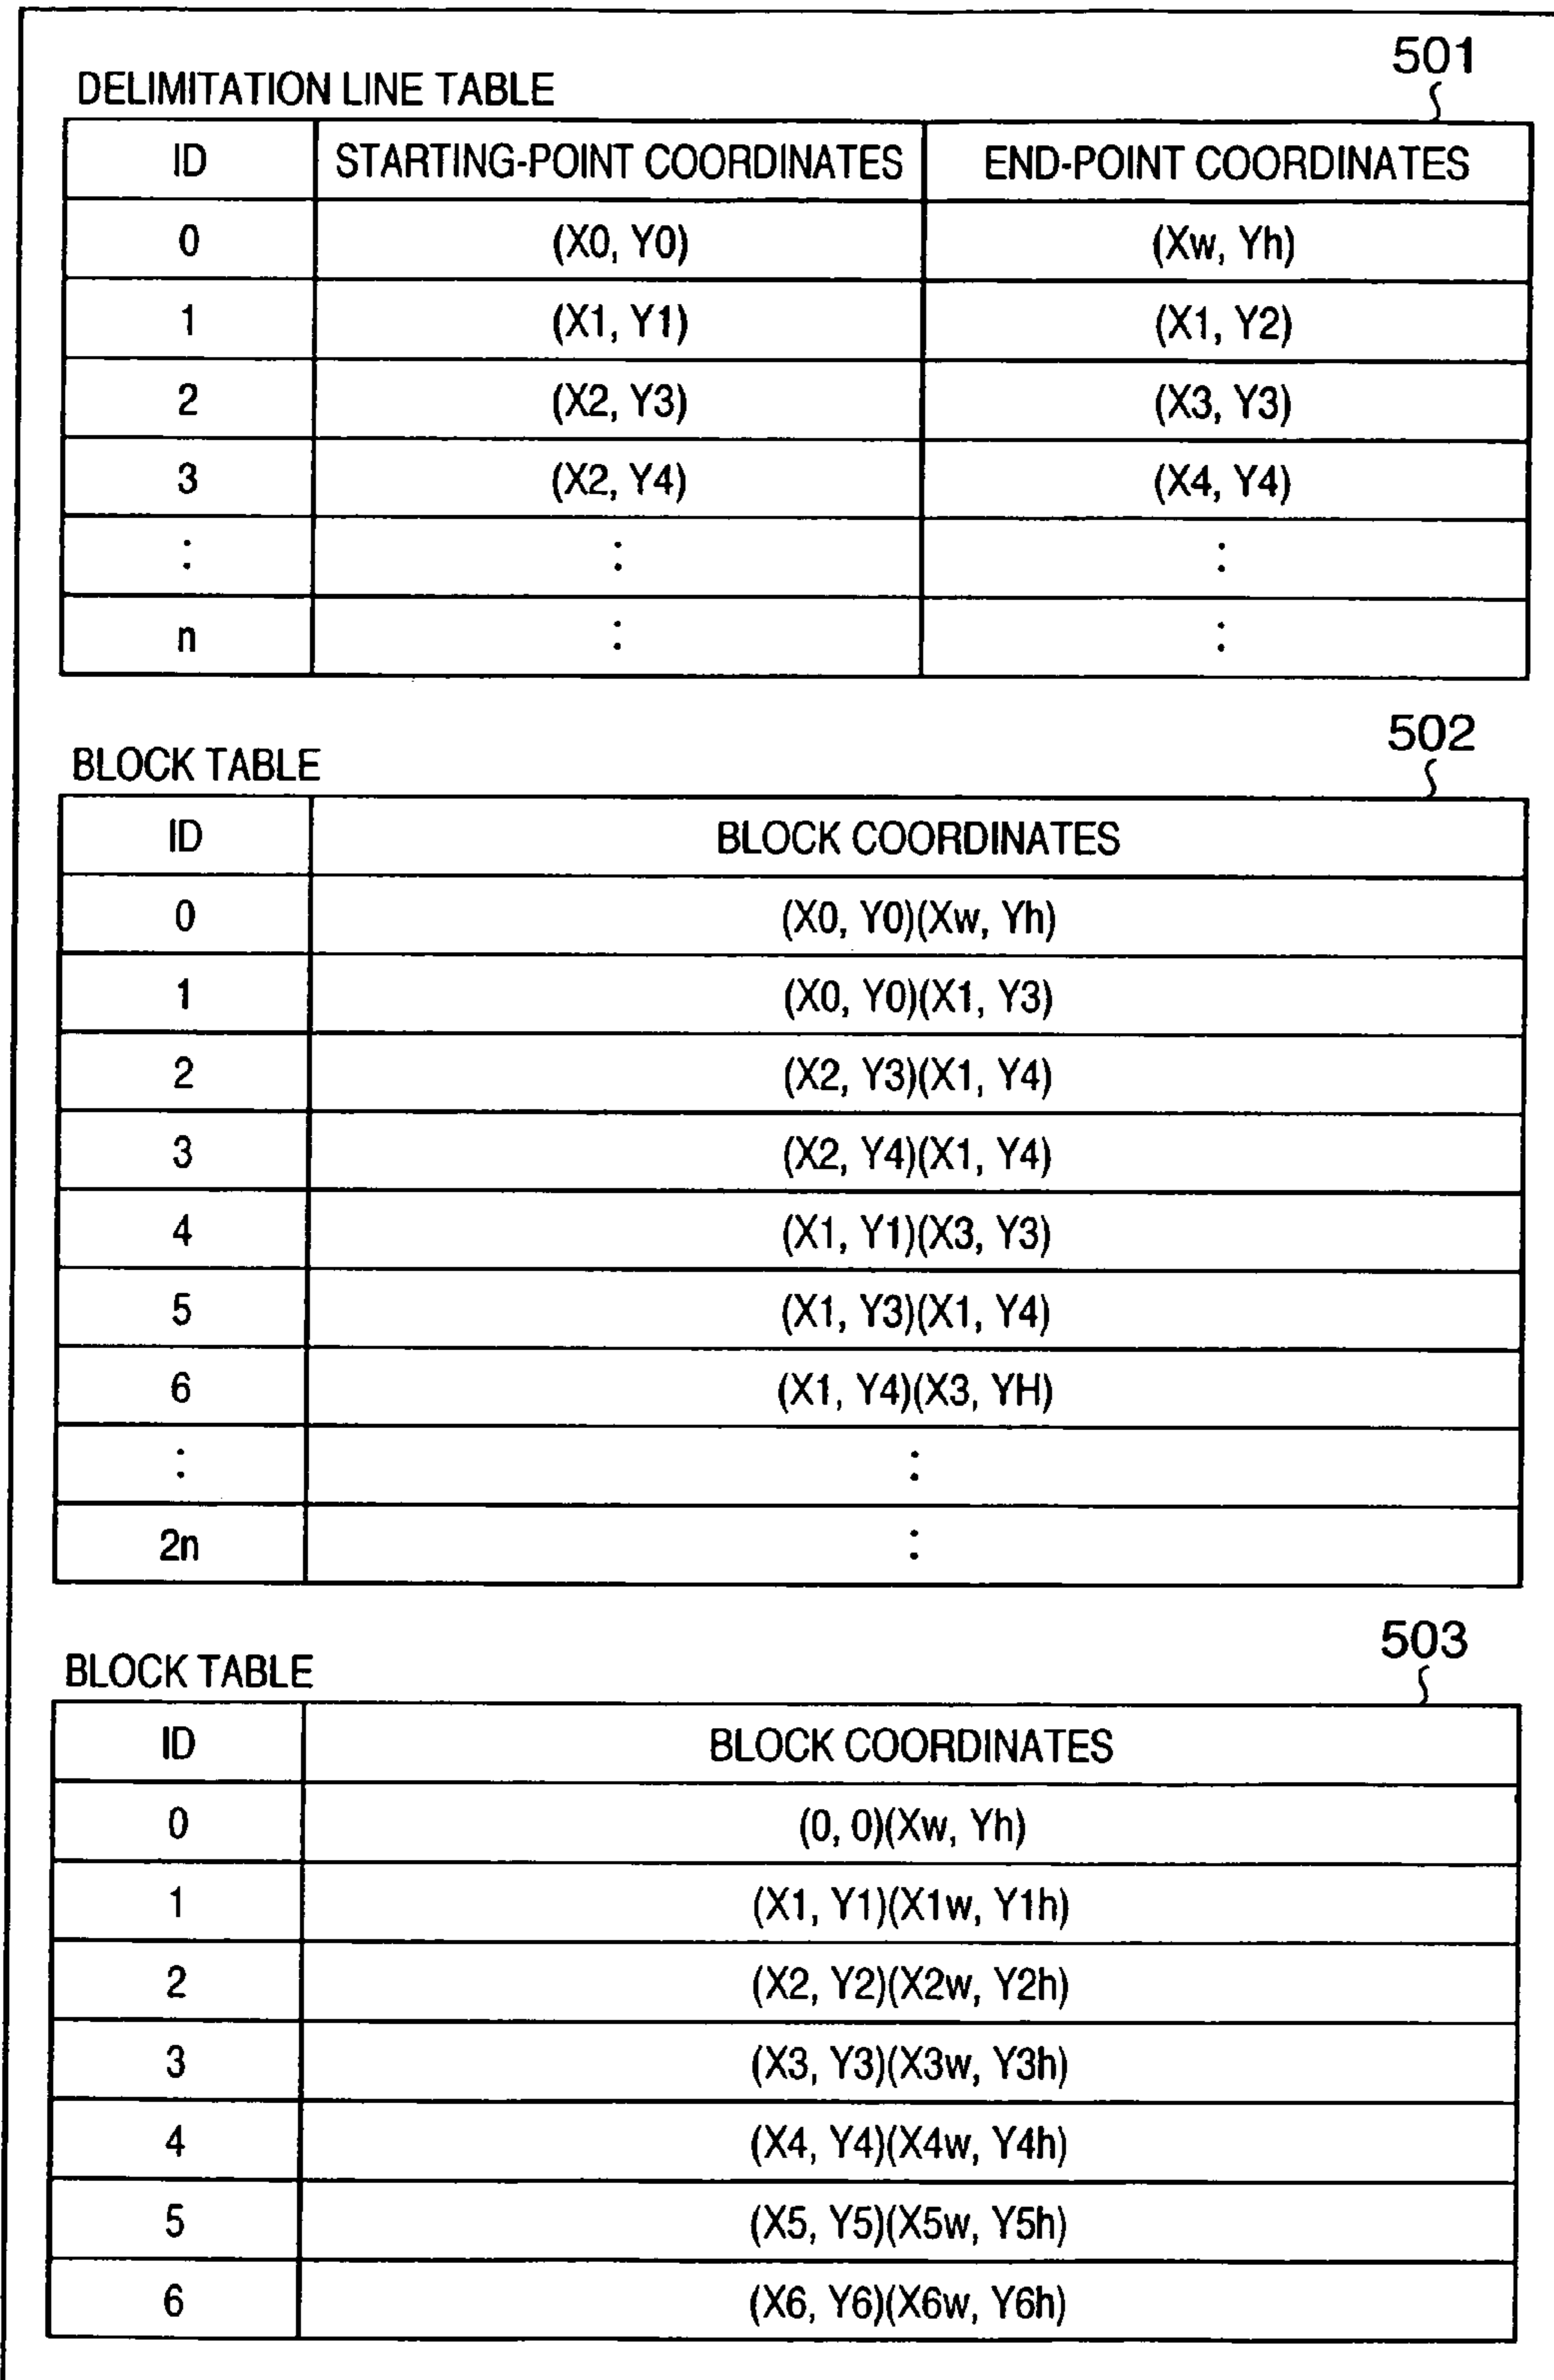 501
DELIMITATION LINE TABLE
ID STARTING-POINT COORDINATES END-POINT COORDINATES
0 (X0, Y0) (Xw, Yh)
1 (X1, Y1) (X1, Y2)
2 (X2, Y3) (X3, Y3)
3 (X2, Y4) (X4, Y4)
: : :
n : :
502
BLOCK TABLE
ID BLOCK COORDINATES
0 (X0, Y0)(Xw, Yh)
1 (X0, Y0)(X1, Y3)
2 (X2, Y3)(X1, Y4)
3 (X2, Y4)(X1, Y4)
4 (X1, Y1)(X3, Y3)
5 (X1, Y3)(X1, Y4)
6 (X1, Y4)(X3, YH)
: :
2n :
503
BLOCK TABLE
ID BLOCK COORDINATES
0 (0, 0)(Xw, Yh)
1 (X1, Y1)(X1w, Y1h)
2 (X2, Y2)(X2w, Y2h)
3 (X3, Y3)(X3w, Y3h)
4 (X4, Y4)(X4w, Y4h)
5 (X5, Y5)(X5w, Y5h)
6 (X6, Y6)(X6w, Y6h)